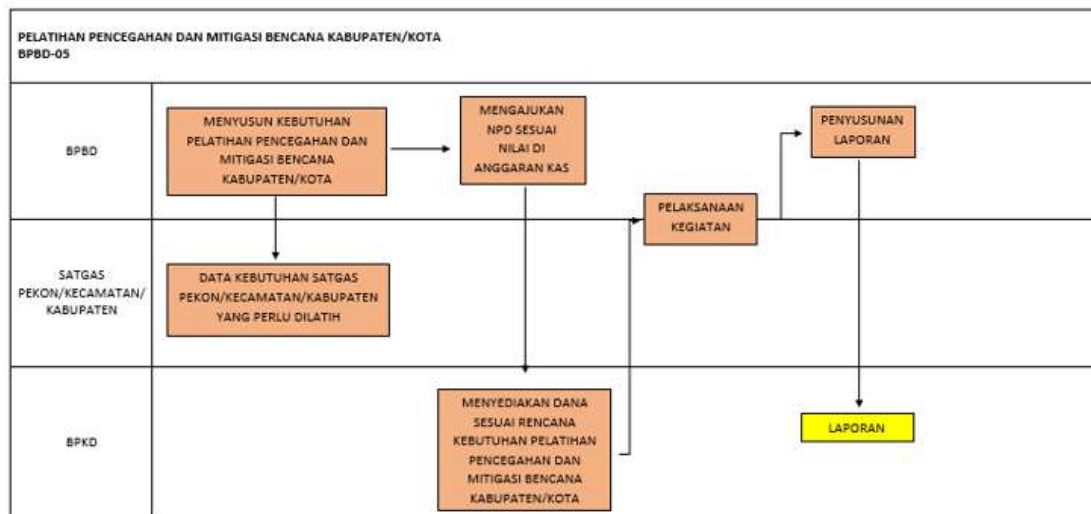 PELATIHAN PENCEGAHAN DAN MITIGASI BENCANA KABUPATEN/KOTA
BPBD-05
BPBD
MENYUSUN KEBUTUHAN
PELATIHAN PENCEGAHAN DAN
MITIGASI BENCANA
KABUPATEN/KOTA
MENGAJUKAN
NPD SESUAI
NILAI DI
ANGGARAN KAS
PENYUSUNAN
LAPORAN
PELAKSANAAN
KEGIATAN
SATGAS
PEKON/KECAMATAN/
KABUPATEN
DATA KEBUTUHAN SATGAS
PEKON/KECAMATAN/KABUPATEN
YANG PERLU DILATIH
BPKD
MENYEDIAKAN DANA
SESUAI RENCANA
KEBUTUHAN PELATIHAN
PENCEGAHAN DAN
MITIGASI BENCANA
KABUPATEN/KOTA
LAPORAN